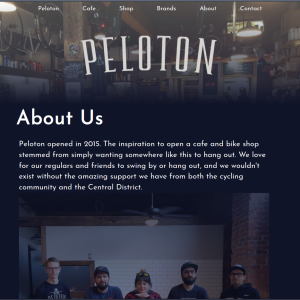 Peloton Cafe Shop Brands About Contact
PELOTON
About Us
Peloton opened in 2015. The inspiration to open a cafe and bike shop
stemmed from simply wanting somewhere like this to hang out. We love
for our regulars and friends to swing by or hang out, and we wouldn't
exist without the amazing support we have from both the cycling
community and the Central District.